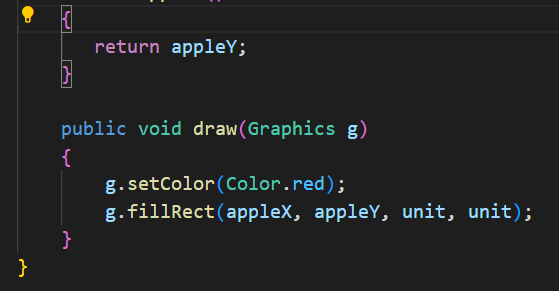 {
return appleY;
}
public void draw(Graphics g)
{
g.setColor(Color.red);
g.fillRect(appleX, appleY, unit, unit);
}
}